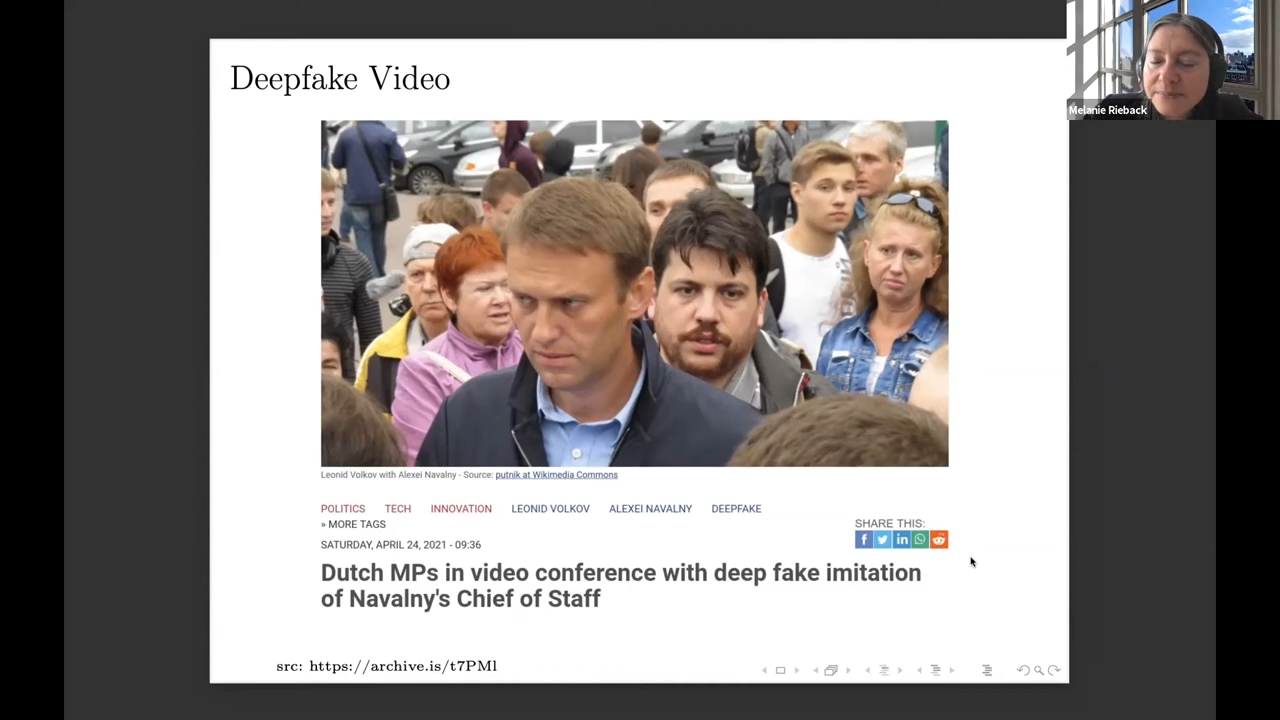 Deepfake Video
Melanie Rieback
Leonid Volkov with Alexei Navalny - Source: putnik at Wikimedia Commons
POLITICS TECH INNOVATION LEONID VOLKOV ALEXEI NAVALNY DEEPFAKE
» MORE TAGS
SHARE THIS:
SATURDAY, APRIL 24, 2021 - 09:36
Dutch MPs in video conference with deep fake imitation
of Navalny's Chief of Staff
src: https://archive.is/t7PMl